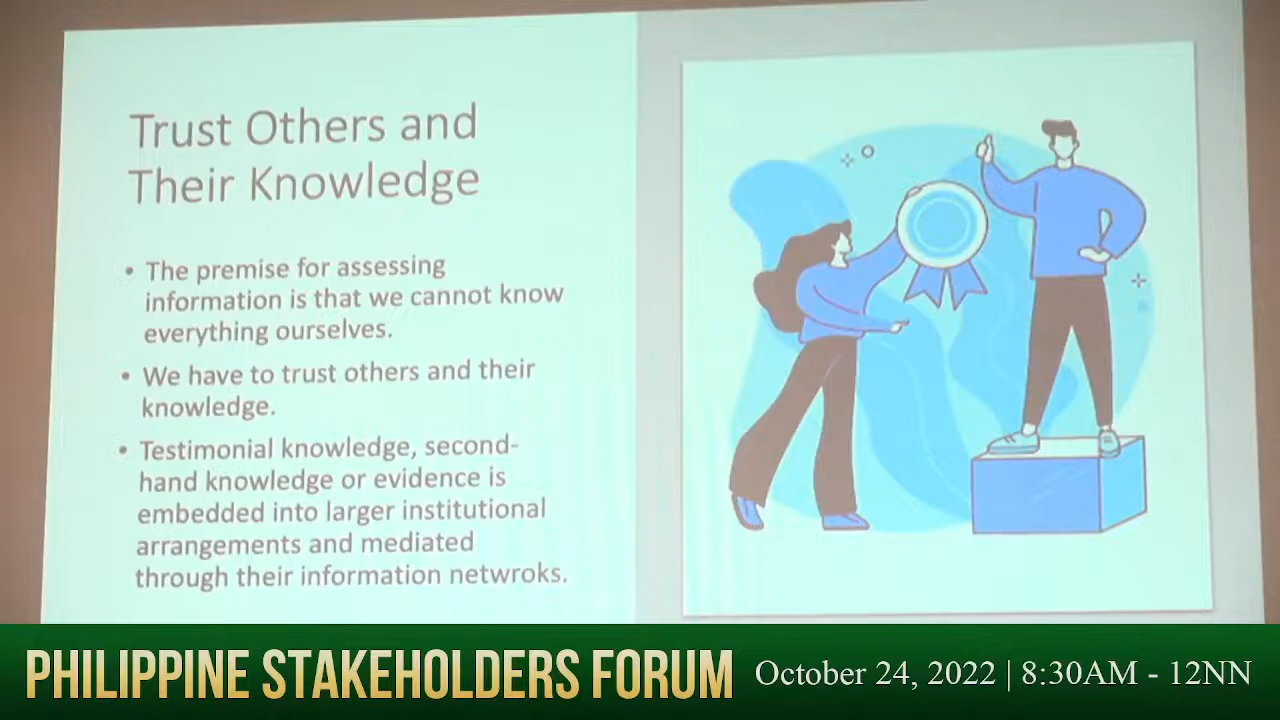 Trust Others and
Their Knowledge
• The premise for assessing
information is that we cannot know
everything ourselves.
• We have to trust others and their
knowledge.
• Testimonial knowledge, second-
hand knowledge or evidence is
embedded into larger institutional
arrangements and mediated
through their information netwroks.
PHILIPPINE STAKEHOLDERS FORUM
October 24, 2022 | 8:30AM - 12NN